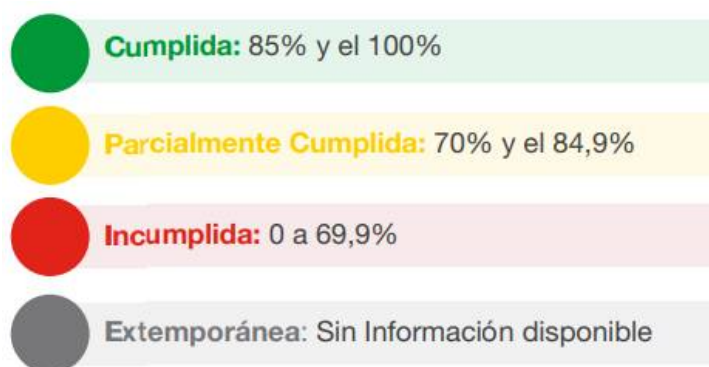 Cumplida: 85% y el 100%
Parcialmente Cumplida: 70% y el 84,9%
Incumplida: 0 a 69,9%
Extemporánea: Sin Información disponible